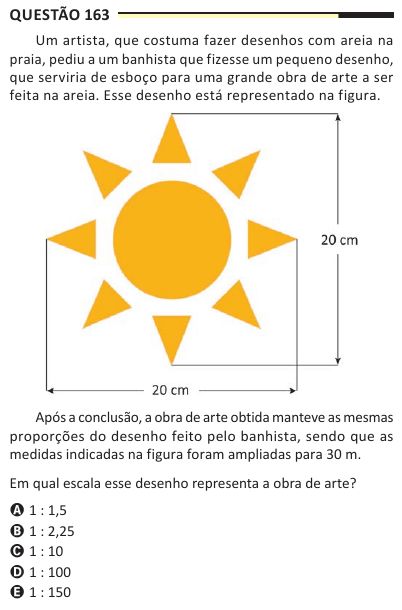 QUESTÃO 163
Um artista, que costuma fazer desenhos com areia na
praia, pediu a um banhista que fizesse um pequeno desenho,
que serviria de esboço para uma grande obra de arte a ser
feita na areia. Esse desenho está representado na figura.
20 cm
20 cm
Após a conclusão, a obra de arte obtida manteve as mesmas
proporções do desenho feito pelo banhista, sendo que as
medidas indicadas na figura foram ampliadas para 30 m.
Em qual escala esse desenho representa a obra de arte?
A 1 : 1,5
B 1 : 2,25
C 1 : 10
D 1 : 100
E 1 : 150